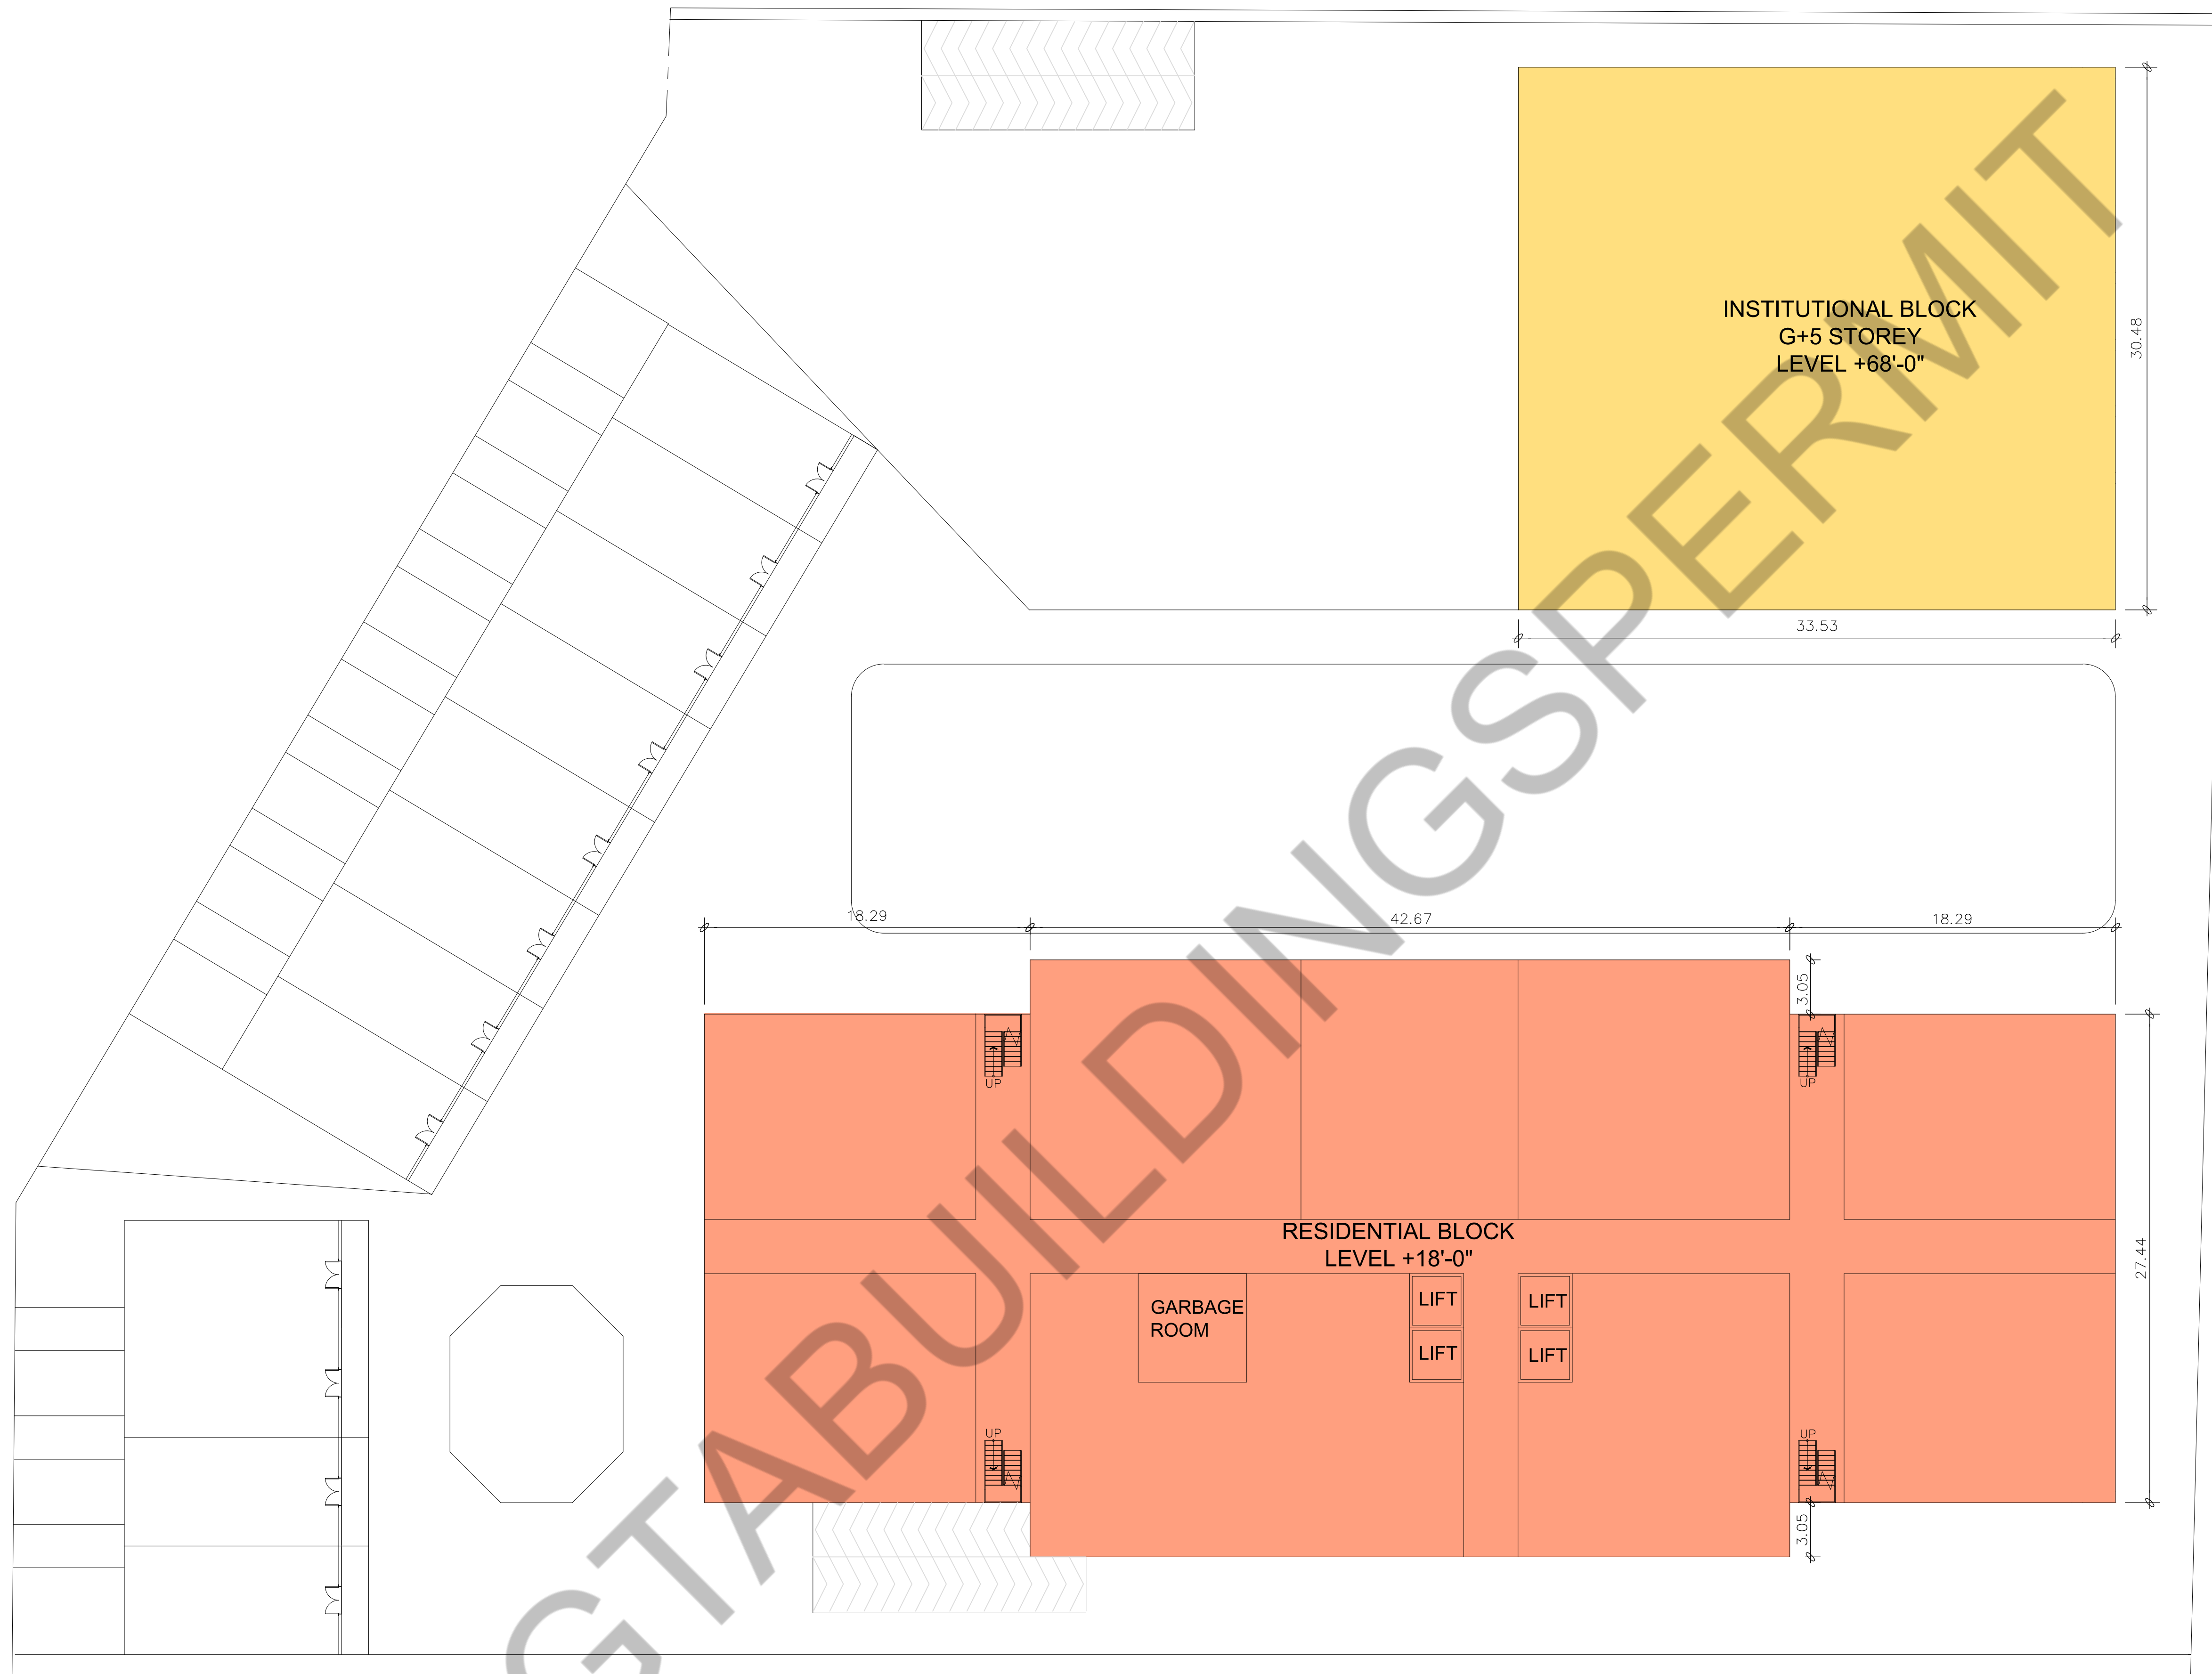 INSTITUTIONAL BLOCK
G+5 STOREY
LEVEL +68'-0"
30.48
33.53
18.29
42.67
18.29
3.05
UP
UP
RESIDENTIAL BLOCK
LEVEL +18'-0"
27.44
GARBAGE
ROOM
LIFT
LIFT
LIFT
LIFT
UP
UP
3.05
GTABUILDINGSPERMIT